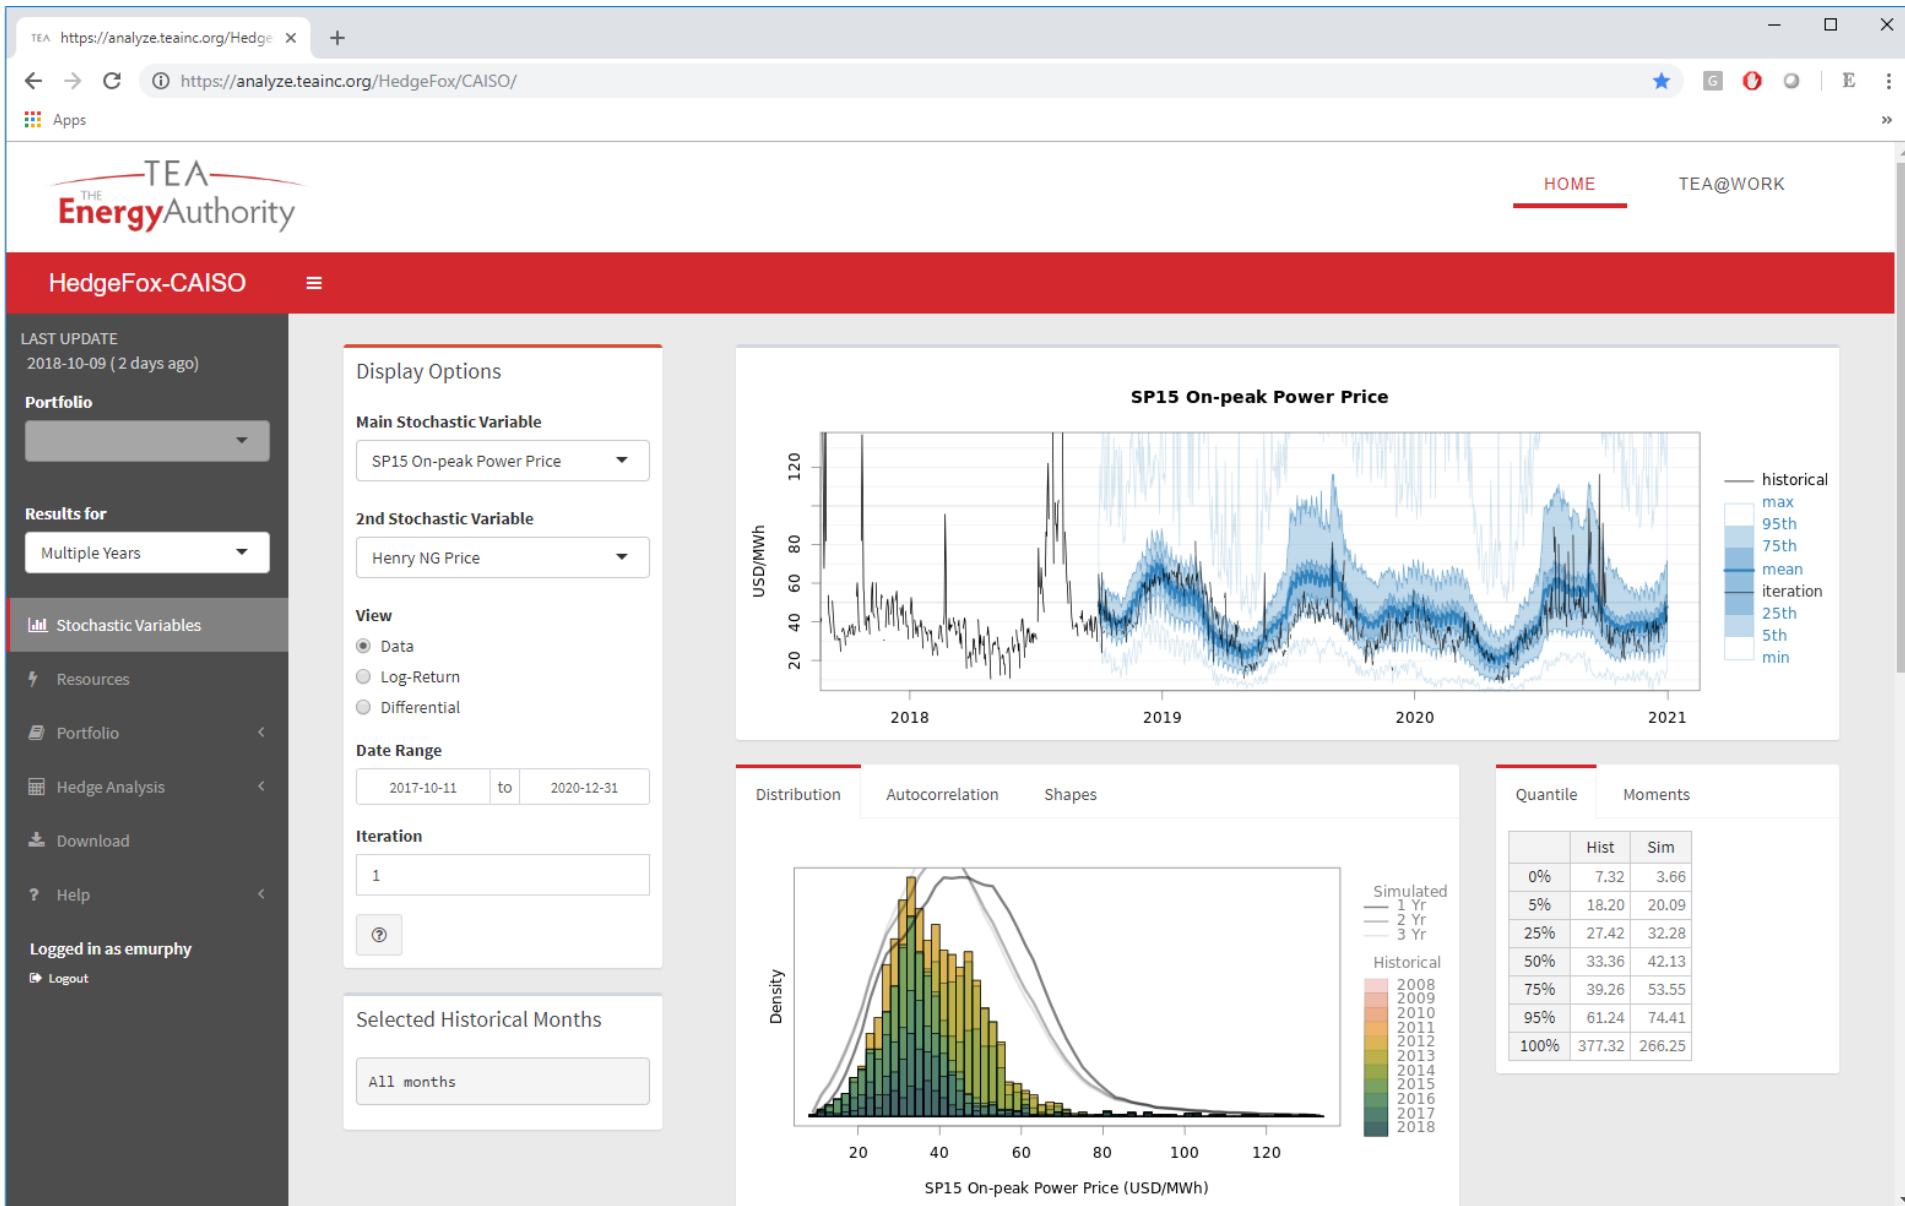 TEA https://analyze.teainc.org/Hedge
https://analyze.teainc.org/HedgeFox/CAISO/
G
E
Apps
»
TEA
THE
EnergyAuthority
HOME
TEA@WORK
HedgeFox-CAISO
LAST UPDATE
2018-10-09 ( 2 days ago)
Portfolio
Results for
Multiple Years
Stochastic Variables
Resources
Portfolio
Hedge Analysis
Download
? Help
Logged in as emurphy
Logout
Display Options
Main Stochastic Variable
SP15 On-peak Power Price
2nd Stochastic Variable
Henry NG Price
View
Data
Log-Return
Differential
Date Range
2017-10-11 to 2020-12-31
Iteration
1
?
Selected Historical Months
All months
SP15 On-peak Power Price
USD/MWh
120
80
60
40
20
2018 2019 2020 2021
historical
max
95th
75th
mean
iteration
25th
5th
min
Distribution Autocorrelation Shapes
Density
20 40 60 80 100 120
SP15 On-peak Power Price (USD/MWh)
Simulated
1 Yr
2 Yr
3 Yr
Historical
2008
2009
2010
2011
2012
2013
2014
2015
2016
2017
2018
Quantile Moments
Hist Sim
0% 7.32 3.66
5% 18.20 20.09
25% 27.42 32.28
50% 33.36 42.13
75% 39.26 53.55
95% 61.24 74.41
100% 377.32 266.25